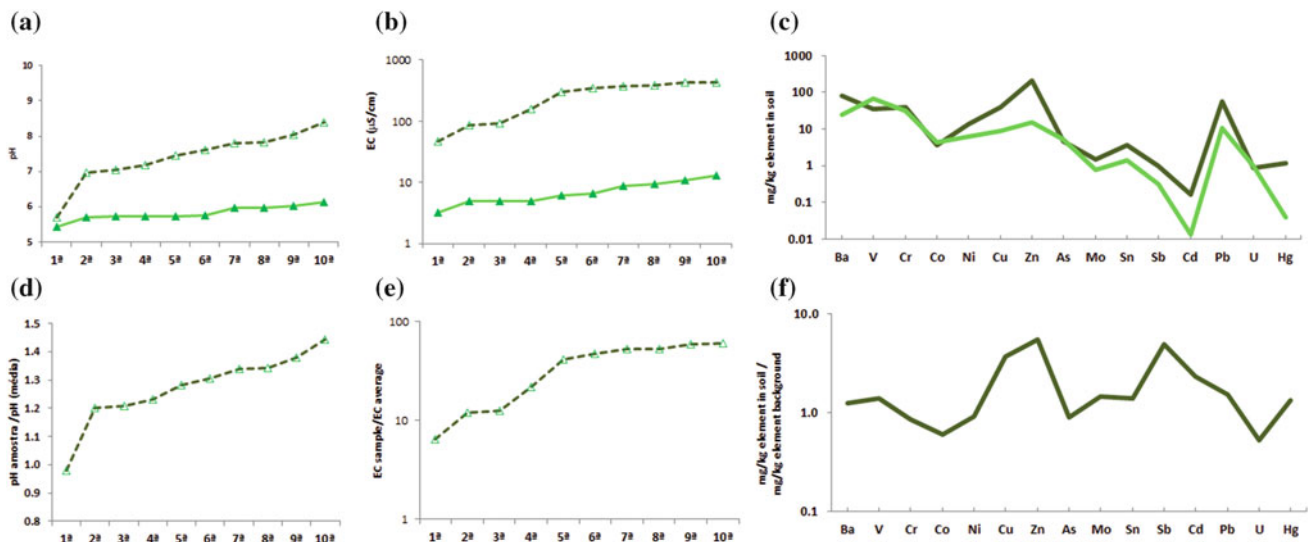 (a)
pH
10
9
8
7
6
5
1ª 2ª 3ª 4ª 5ª 6ª 7ª 8ª 9ª 10ª
(b)
EC (µS/cm)
1000
100
10
1
1ª 2ª 3ª 4ª 5ª 6ª 7ª 8ª 9ª 10ª
(c)
mg/kg element in soil
1000
100
10
1
0.1
0.01
Ba V Cr Co Ni Cu Zn As Mo Sn Sb Cd Pb U Hg
(d)
pH amostra /pH (média)
1.5
1.4
1.3
1.2
1.1
1.0
0.9
0.8
1ª 2ª 3ª 4ª 5ª 6ª 7ª 8ª 9ª 10ª
(e)
EC sample/EC average
100
10
1
1ª 2ª 3ª 4ª 5ª 6ª 7ª 8ª 9ª 10ª
(f)
mg/kg element in soil /
mg/kg element background
10.0
1.0
0.1
Ba V Cr Co Ni Cu Zn As Mo Sn Sb Cd Pb U Hg